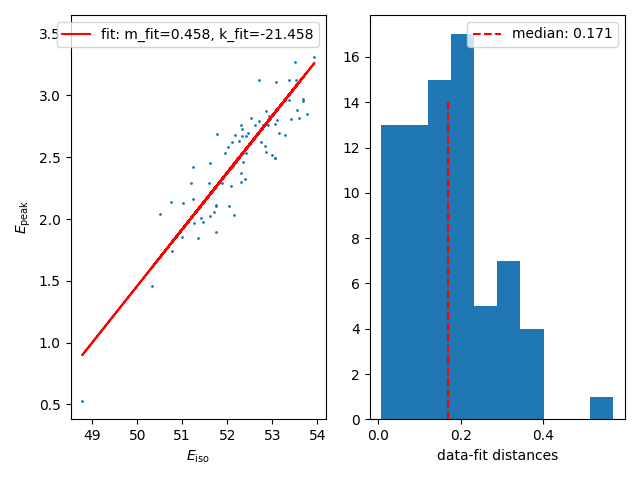 fit: m_fit=0.458, k_fit=-21.458
3.5
3.0
2.5
2.0
1.5
1.0
0.5
E_peak
49 50 51 52 53 54
E_iso
median: 0.171
16
14
12
10
8
6
4
2
0
0.0 0.2 0.4
data-fit distances